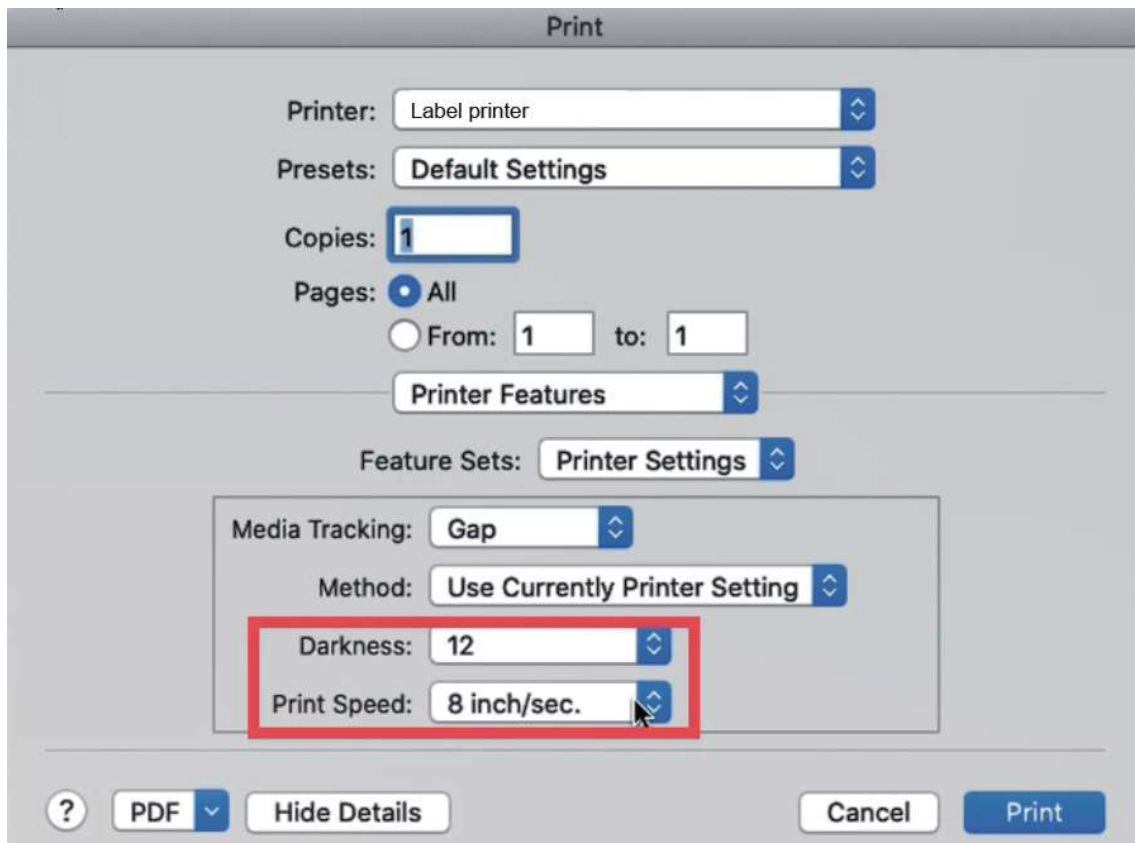 Print
Printer: Label printer
Presets: Default Settings
Copies: 1
Pages: All
From: 1 to: 1
Printer Features
Feature Sets: Printer Settings
Media Tracking: Gap
Method: Use Currently Printer Setting
Darkness: 12
Print Speed: 8 inch/sec.
? PDF Hide Details Cancel Print